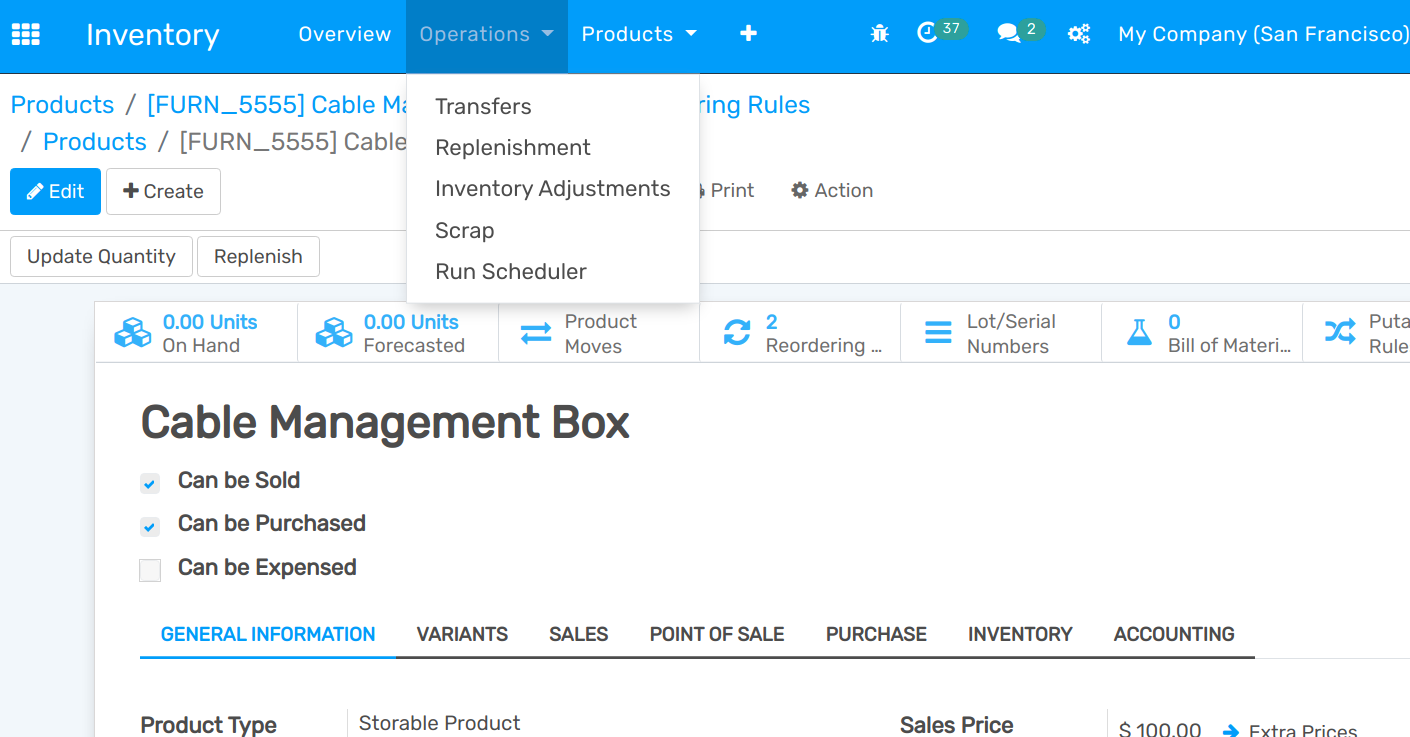 Inventory Overview Operations Products 37 2 My Company (San Francisco)
Products / [FURN_5555] Cable Ma ring Rules
/ Products / [FURN_5555] Cable
Transfers
Replenishment
Inventory Adjustments
Scrap
Run Scheduler
Edit Create Print Action
Update Quantity Replenish
0.00 Units
On Hand
0.00 Units
Forecasted
Product
Moves
2
Reordering ...
Lot/Serial
Numbers
0
Bill of Materi...
Puta
Rule
Cable Management Box
Can be Sold
Can be Purchased
Can be Expensed
GENERAL INFORMATION VARIANTS SALES POINT OF SALE PURCHASE INVENTORY ACCOUNTING
Product Type Storable Product Sales Price $ 100.00 Extra Prices